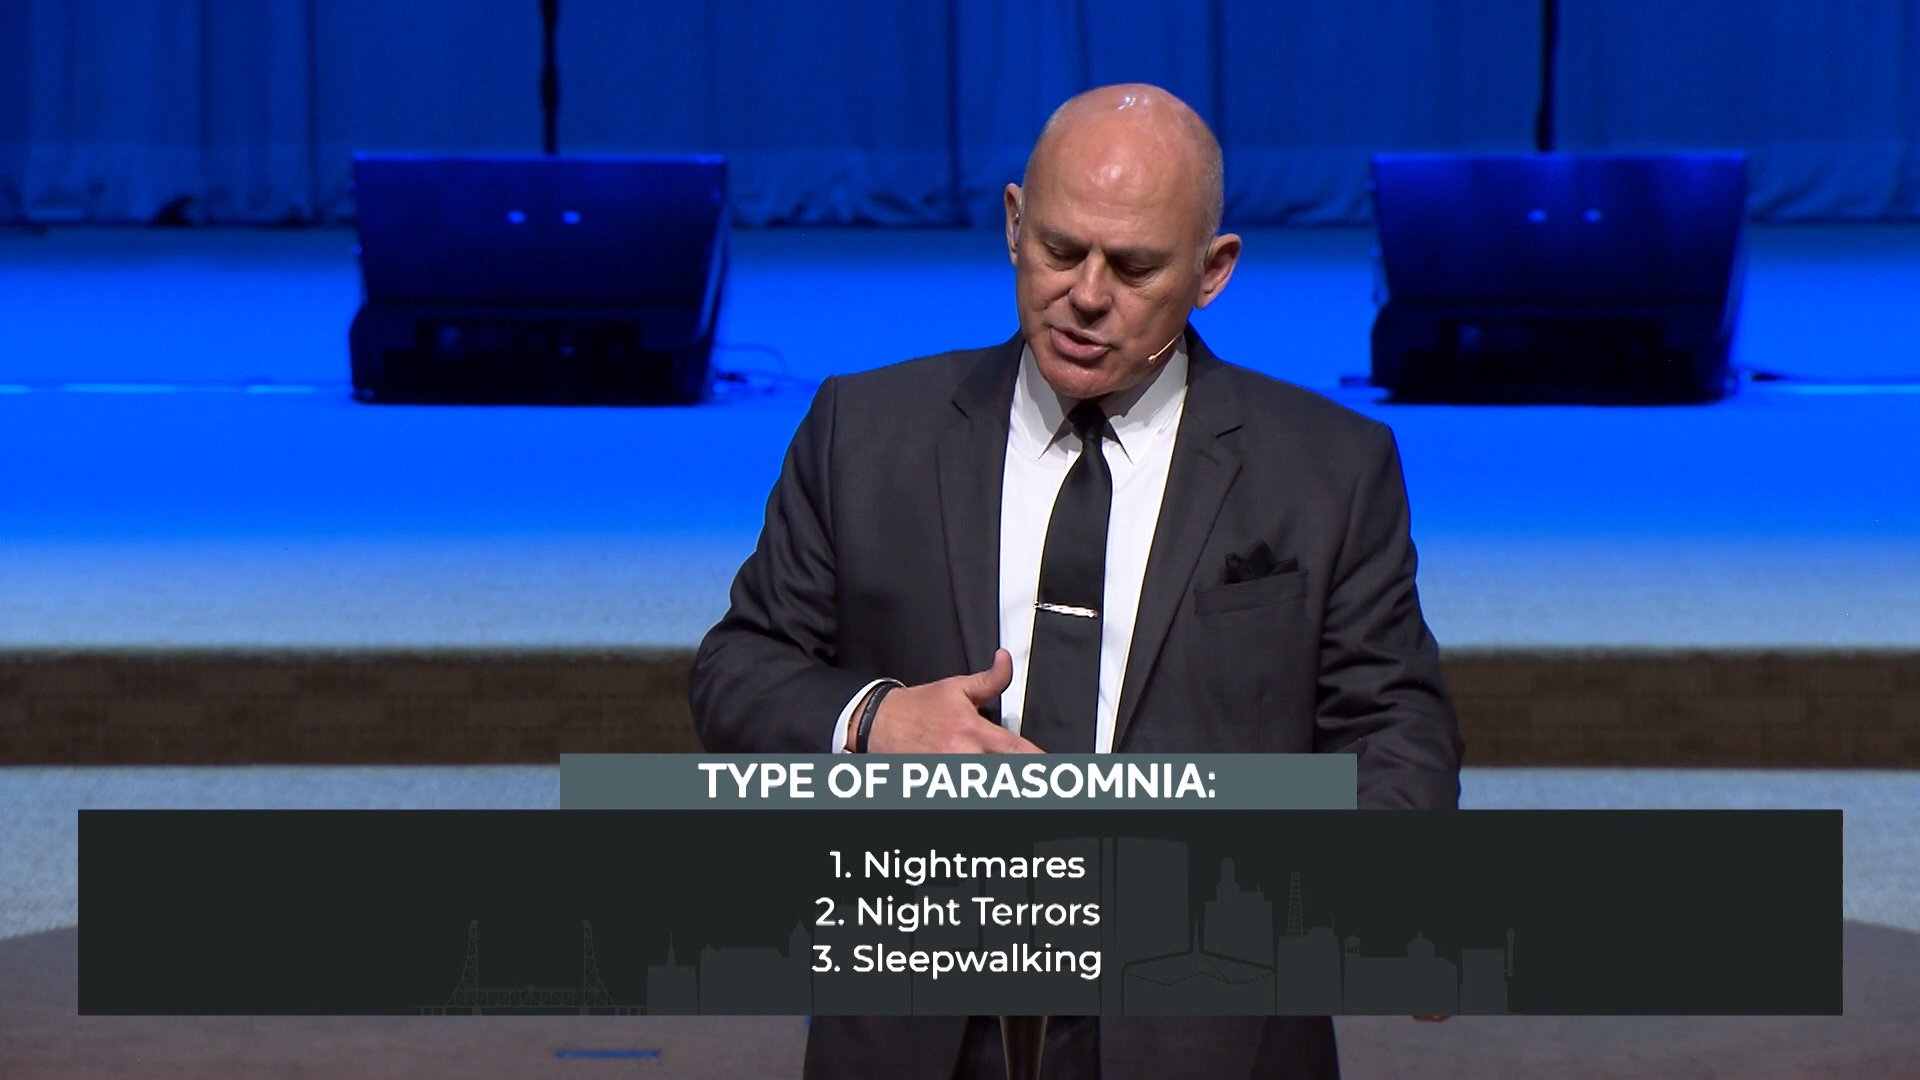 TYPE OF PARASOMNIA:
1. Nightmares
2. Night Terrors
3. Sleepwalking